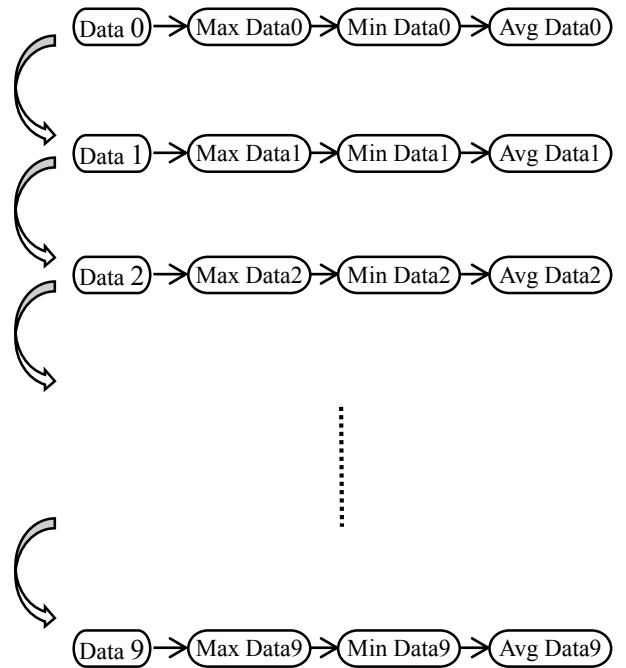 Data 0 Max Data0 Min Data0 Avg Data0
Data 1 Max Data1 Min Data1 Avg Data1
Data 2 Max Data2 Min Data2 Avg Data2
Data 9 Max Data9 Min Data9 Avg Data9